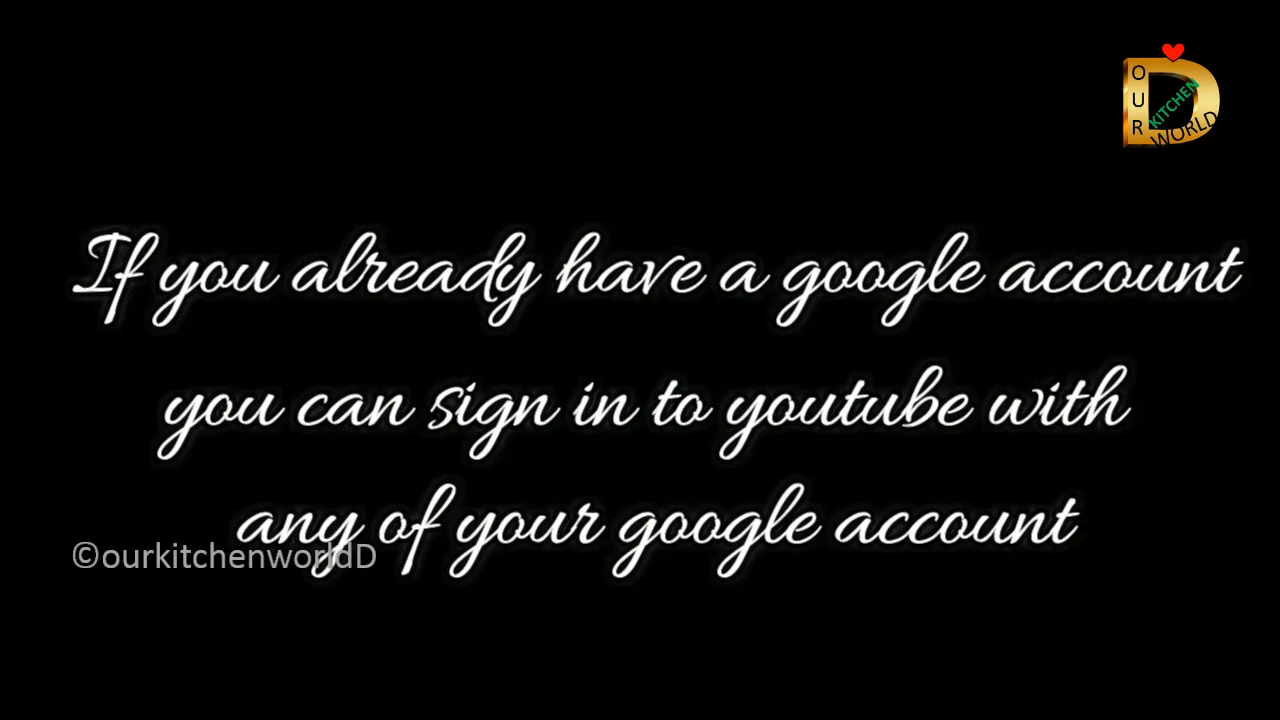 OUR
KITCHEN
WORLD
If you already have a google account
you can sign in to youtube with
any of your google account
©ourkitchenworldD